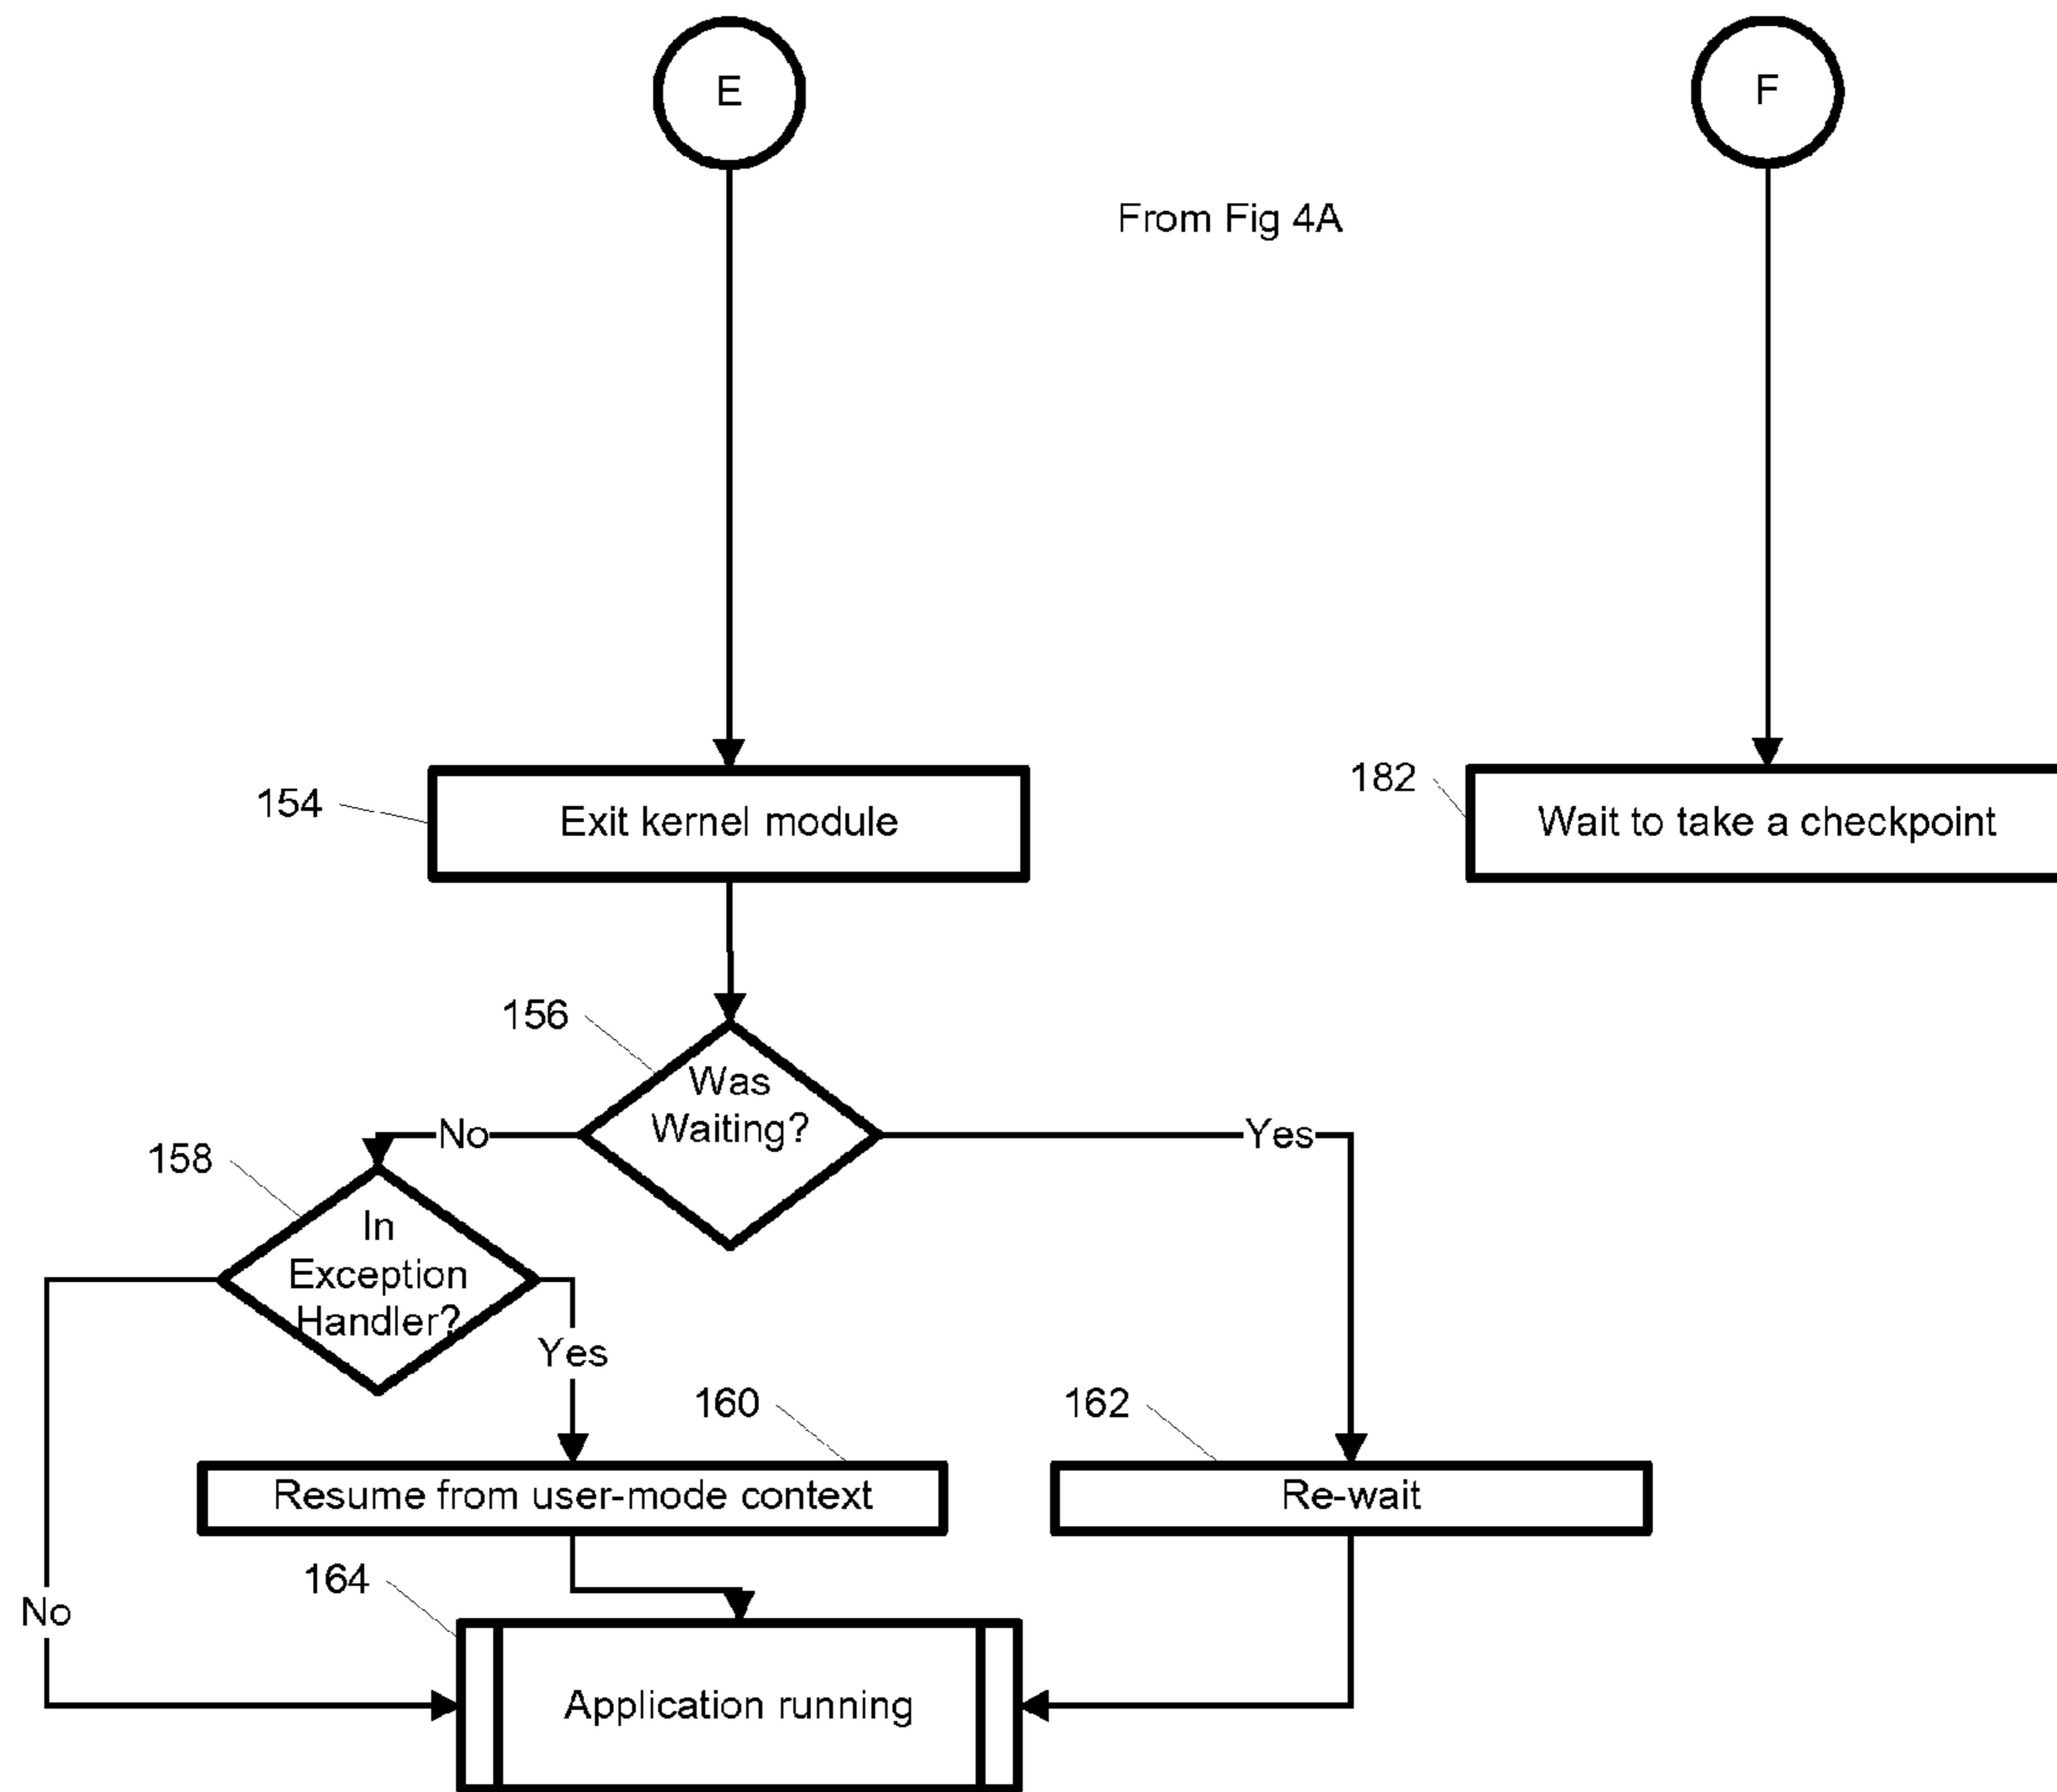 E
F
From Fig 4A
154
Exit kernel module
182
Wait to take a checkpoint
156
Was
Waiting?
No
Yes
158
In
Exception
Handler?
Yes
160
Resume from user-mode context
162
Re-wait
164
No
Application running